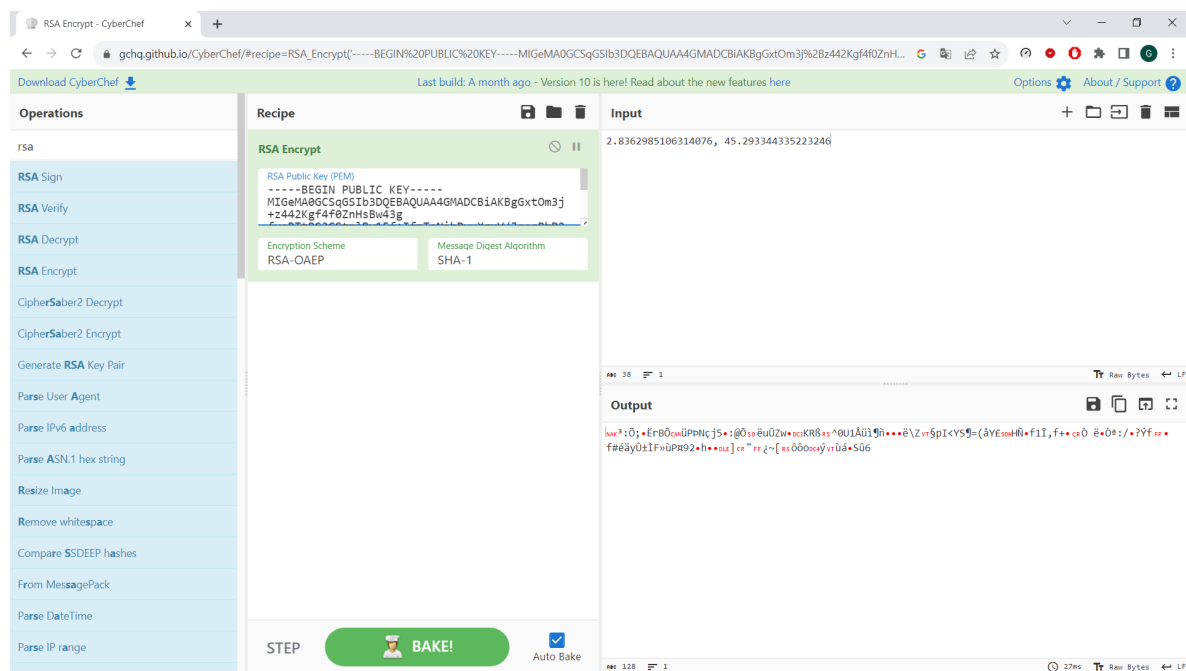 RSA Encrypt - CyberChef
gchq.github.io/CyberChef/#recipe=RSA_Encrypt('-----BEGIN%20PUBLIC%20KEY-----MIGeMA0GCSqGSIb3DQEBAQUAA4GMADCBiAKBgGxtOm3j%2Bz442Kgf4f0ZnH...
G
Download CyberChef
Last build: A month ago - Version 10 is here! Read about the new features here
Options
About / Support
Operations
Recipe
Input
rsa
RSA Sign
RSA Verify
RSA Decrypt
RSA Encrypt
CipherSaber2 Decrypt
CipherSaber2 Encrypt
Generate RSA Key Pair
Parse User Agent
Parse IPv6 address
Parse ASN.1 hex string
Resize Image
Remove whitespace
Compare SSDEEP hashes
From MessagePack
Parse DateTime
Parse IP range
RSA Encrypt
RSA Public Key (PEM)
-----BEGIN PUBLIC KEY-----
MIGeMA0GCSqGSIb3DQEBAQUAA4GMADCBiAKBgGxtOm3j
+z442Kgf4f0ZnHsBw43g
Encryption Scheme
RSA-OAEP
Message Digest Algorithm
SHA-1
STEP
BAKE!
Auto Bake
2.8362985106314076, 45.293344335223246
ABC 38 1
Raw Bytes LF
Output
ABC 128 1
27ms Raw Bytes LF